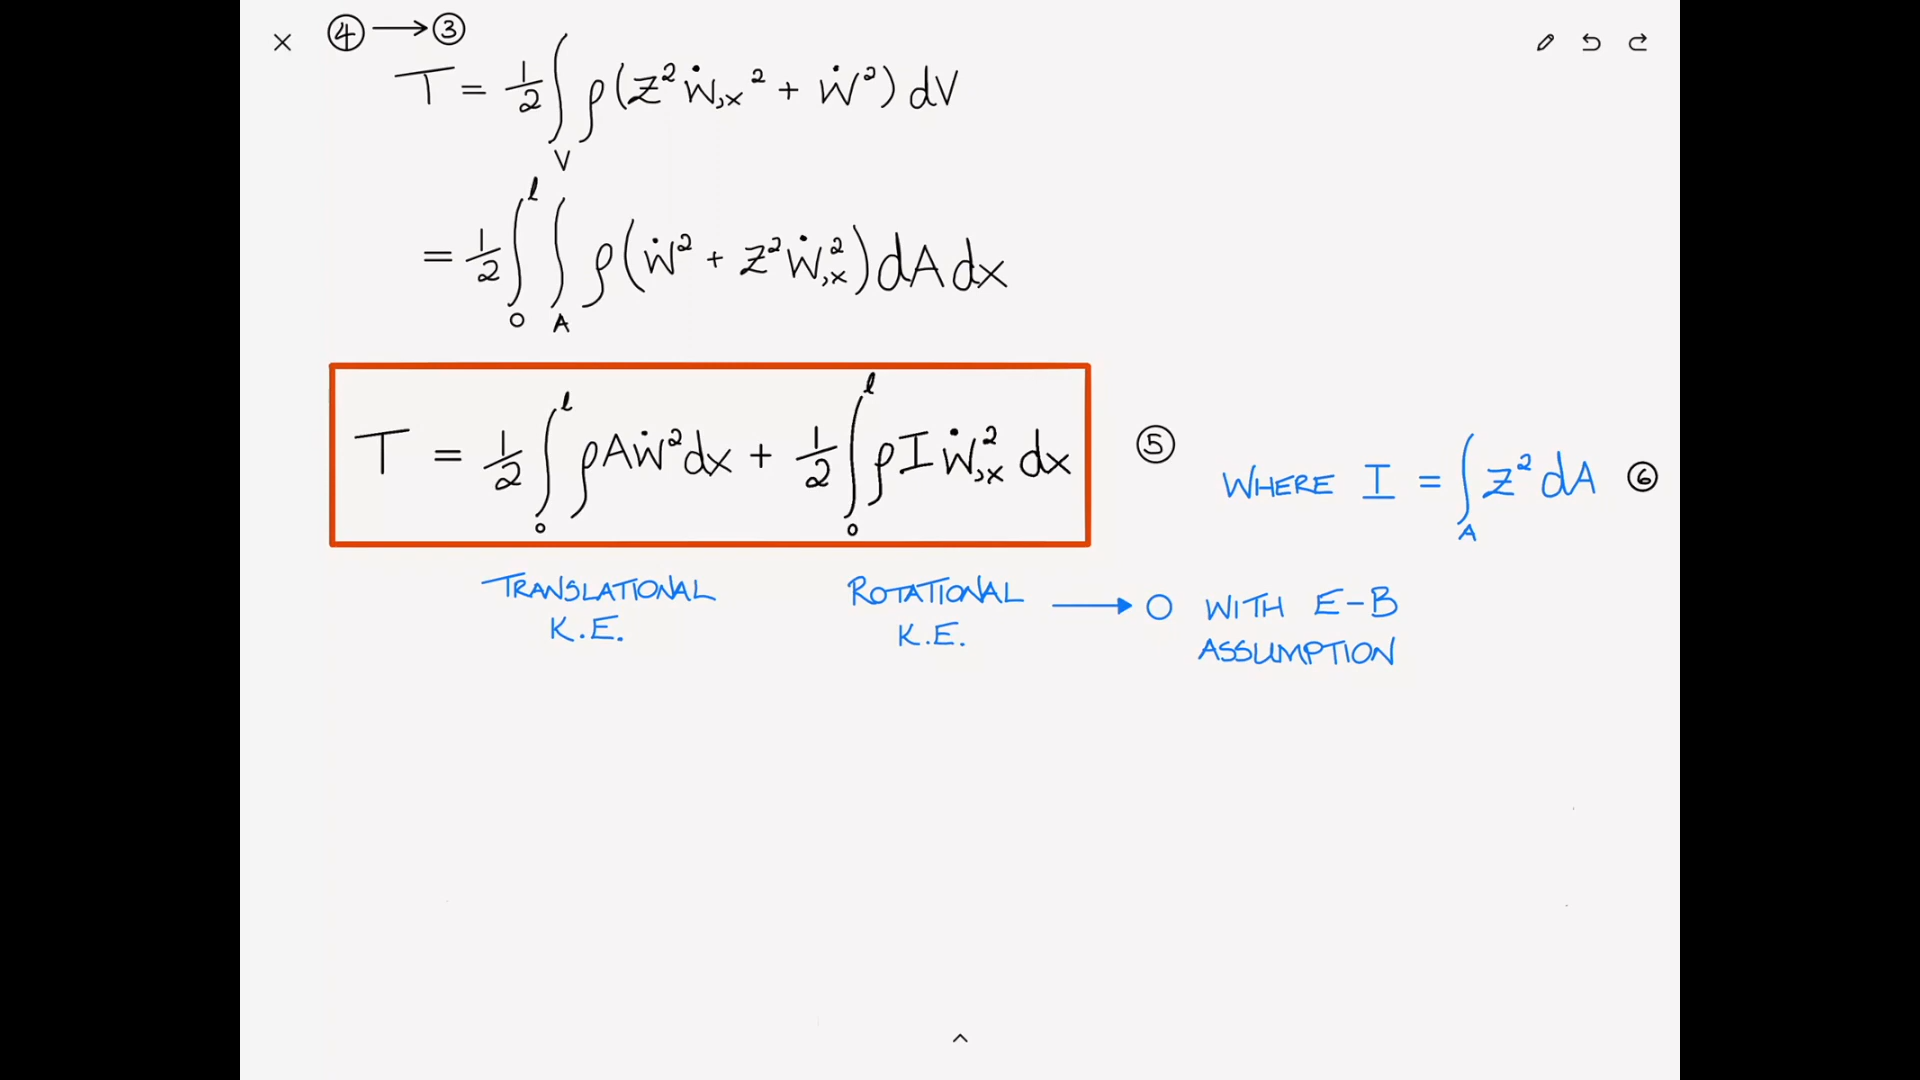 ④ → ③
T = 1/2 ∫_V ρ(z² ẇ,x² + ẇ²) dV
= 1/2 ∫₀^l ∫_A ρ(ẇ² + z² ẇ,x²) dA dx
T = 1/2 ∫₀^l ρAẇ² dx + 1/2 ∫₀^l ρI ẇ,x² dx ⑤
WHERE I = ∫_A z² dA ⑥
TRANSLATIONAL K.E.
ROTATIONAL K.E. → 0 WITH E-B
ASSUMPTION